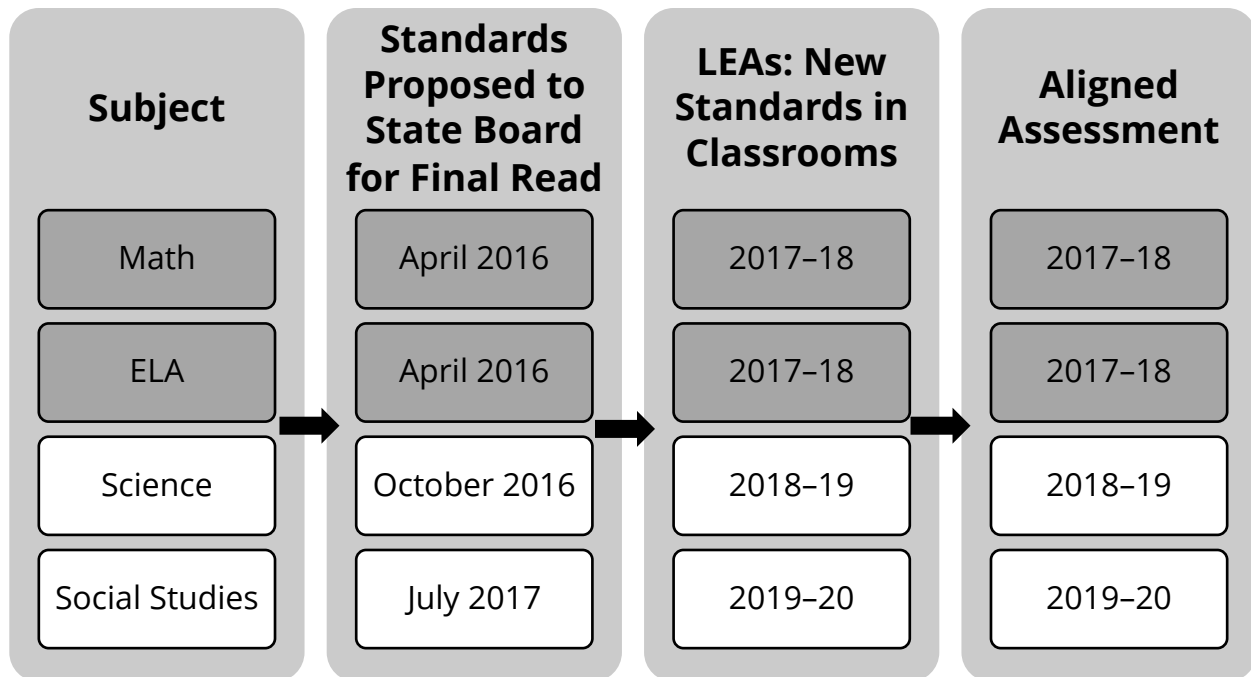 Subject
Standards
Proposed to
State Board
for Final Read
LEAs: New
Standards in
Classrooms
Aligned
Assessment
Math
April 2016
2017–18
2017–18
ELA
April 2016
2017–18
2017–18
Science
October 2016
2018–19
2018–19
Social Studies
July 2017
2019–20
2019–20